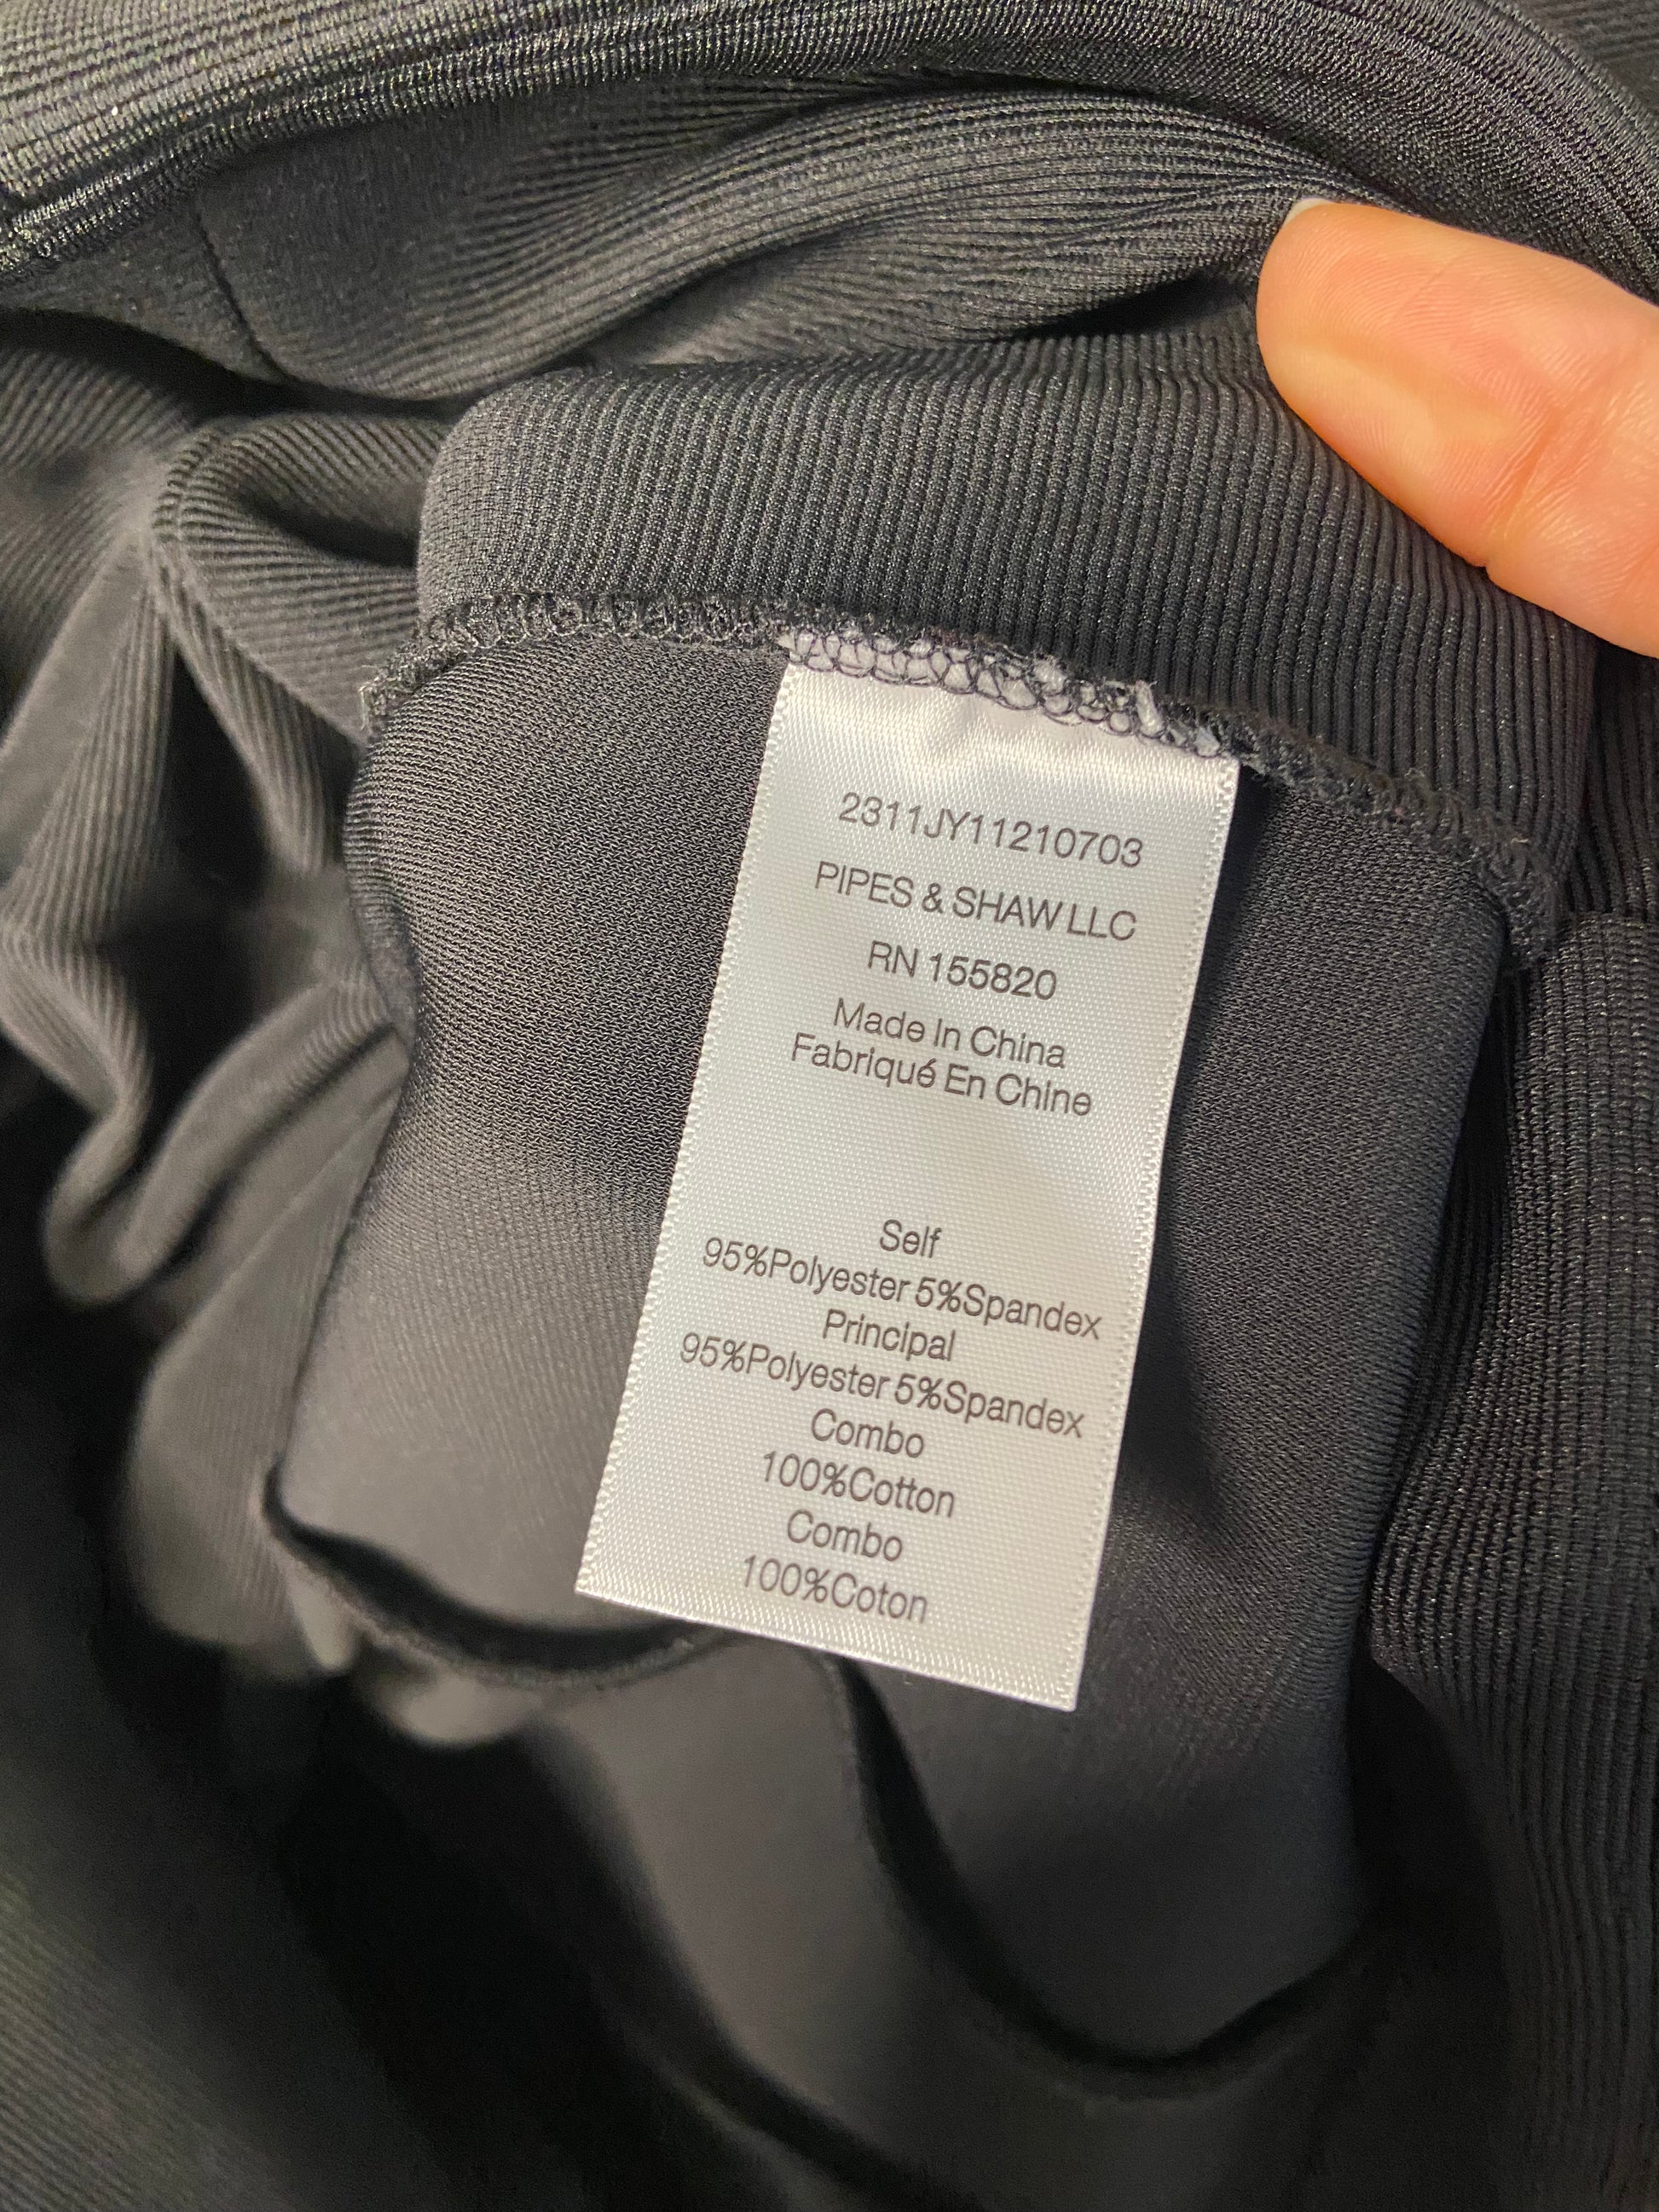 2311JY11210703
PIPES & SHAW LLC
RN 155820
Made In China
Fabriqué En Chine
Self
95%Polyester 5%Spandex
Principal
95%Polyester 5%Spandex
Combo
100%Cotton
Combo
100%Coton